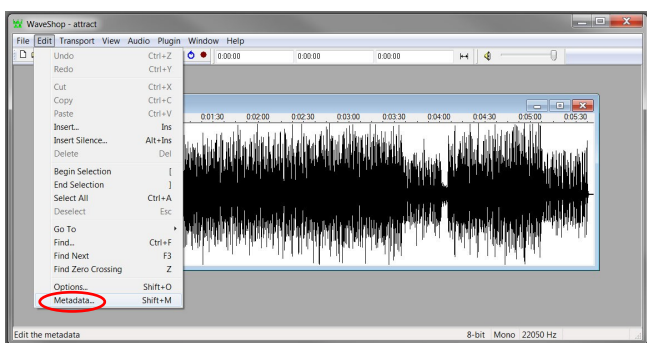 WaveShop - attract
File Edit Transport View Audio Plugin Window Help
0:00:00 0:00:00 0:00:00
Undo Ctrl+Z
Redo Ctrl+Y
Cut Ctrl+X
Copy Ctrl+C
Paste Ctrl+V
Insert... Ins
Insert Silence... Alt+Ins
Delete Del
Begin Selection [
End Selection ]
Select All Ctrl+A
Deselect Esc
Go To
Find... Ctrl+F
Find Next F3
Find Zero Crossing Z
Options... Shift+O
Metadata... Shift+M
0:01:30 0:02:00 0:02:30 0:03:00 0:03:30 0:04:00 0:04:30 0:05:00 0:05:30
Edit the metadata 8-bit Mono 22050 Hz